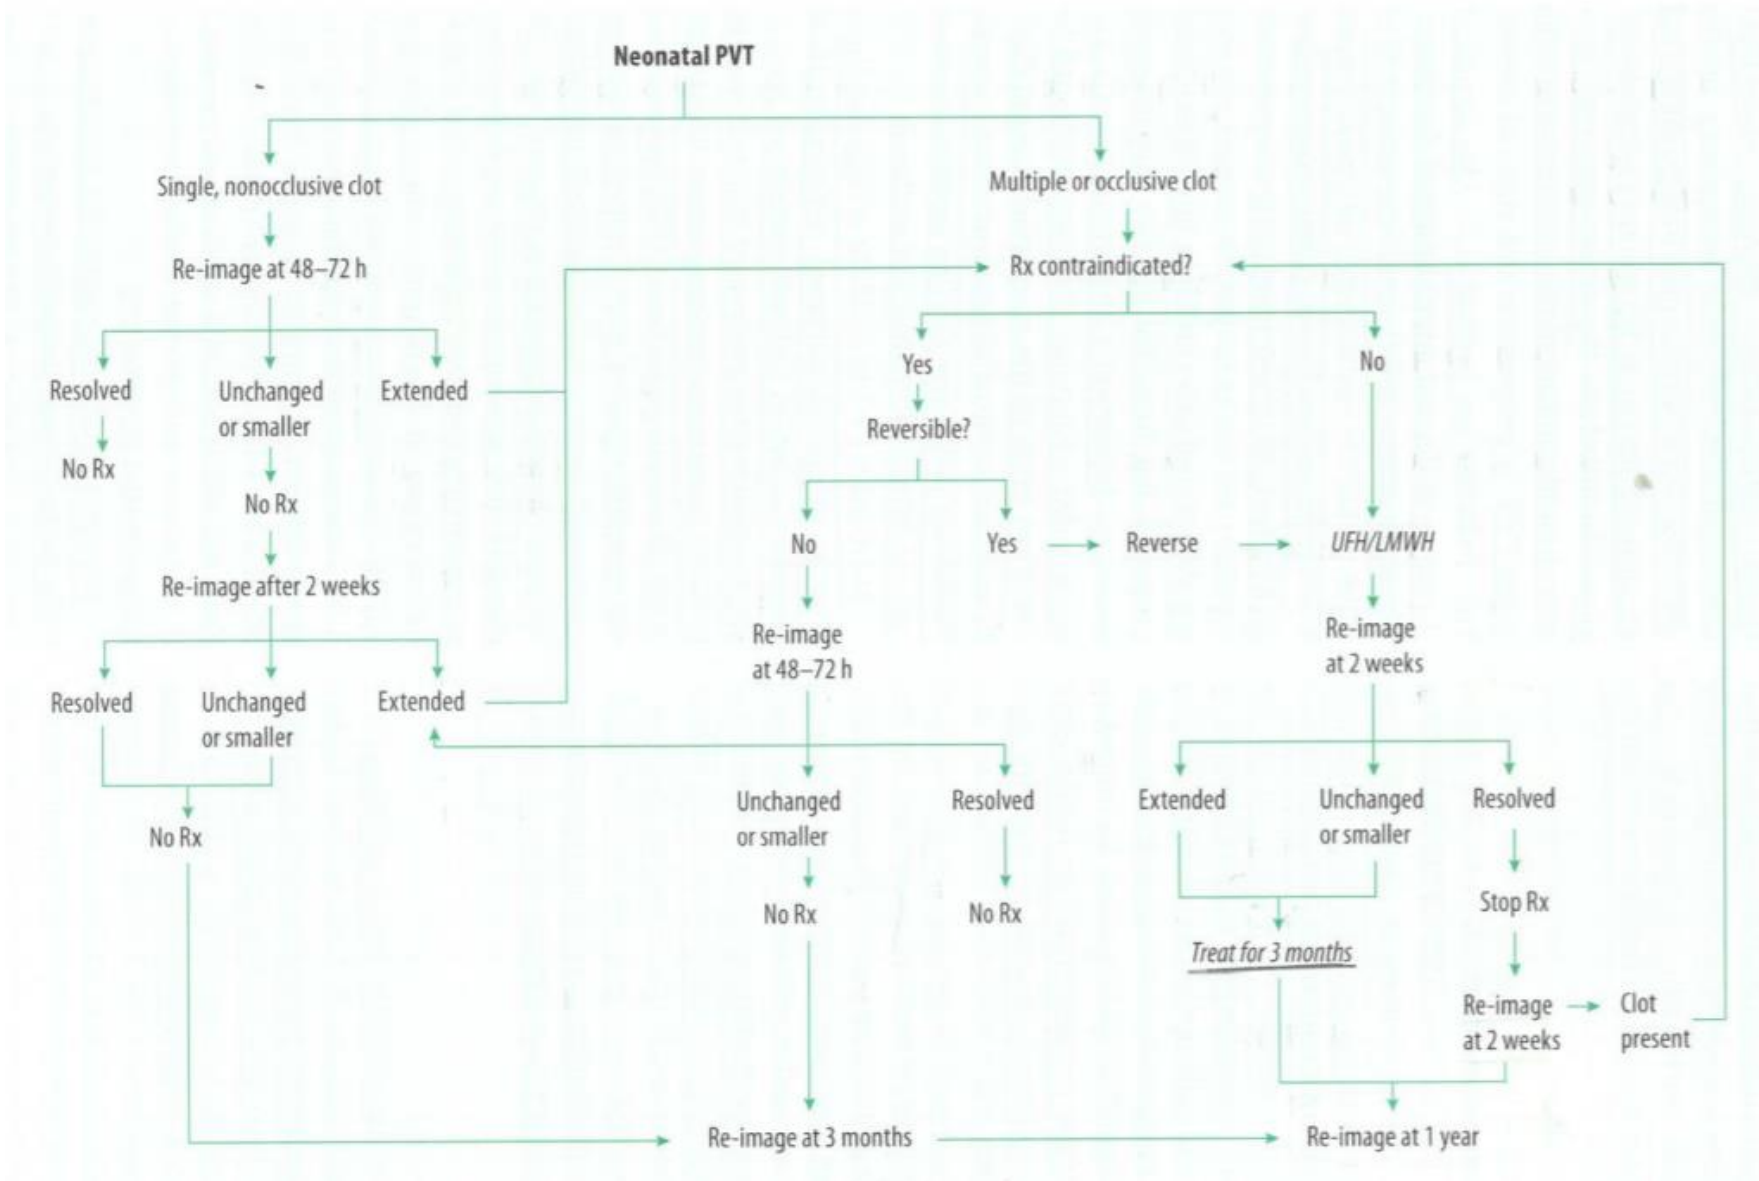 Neonatal PVT
Single, nonocclusive clot
Multiple or occlusive clot
Re-image at 48–72 h
Rx contraindicated?
Resolved
Unchanged
or smaller
Extended
Yes
No
No Rx
Reversible?
No Rx
No
Yes
Reverse
UFH/LMWH
Re-image after 2 weeks
Re-image
at 48–72 h
Re-image
at 2 weeks
Resolved
Unchanged
or smaller
Extended
Unchanged
or smaller
Resolved
Extended
Unchanged
or smaller
Resolved
No Rx
No Rx
No Rx
Stop Rx
Treat for 3 months
Re-image
at 2 weeks
Clot
present
Re-image at 3 months
Re-image at 1 year